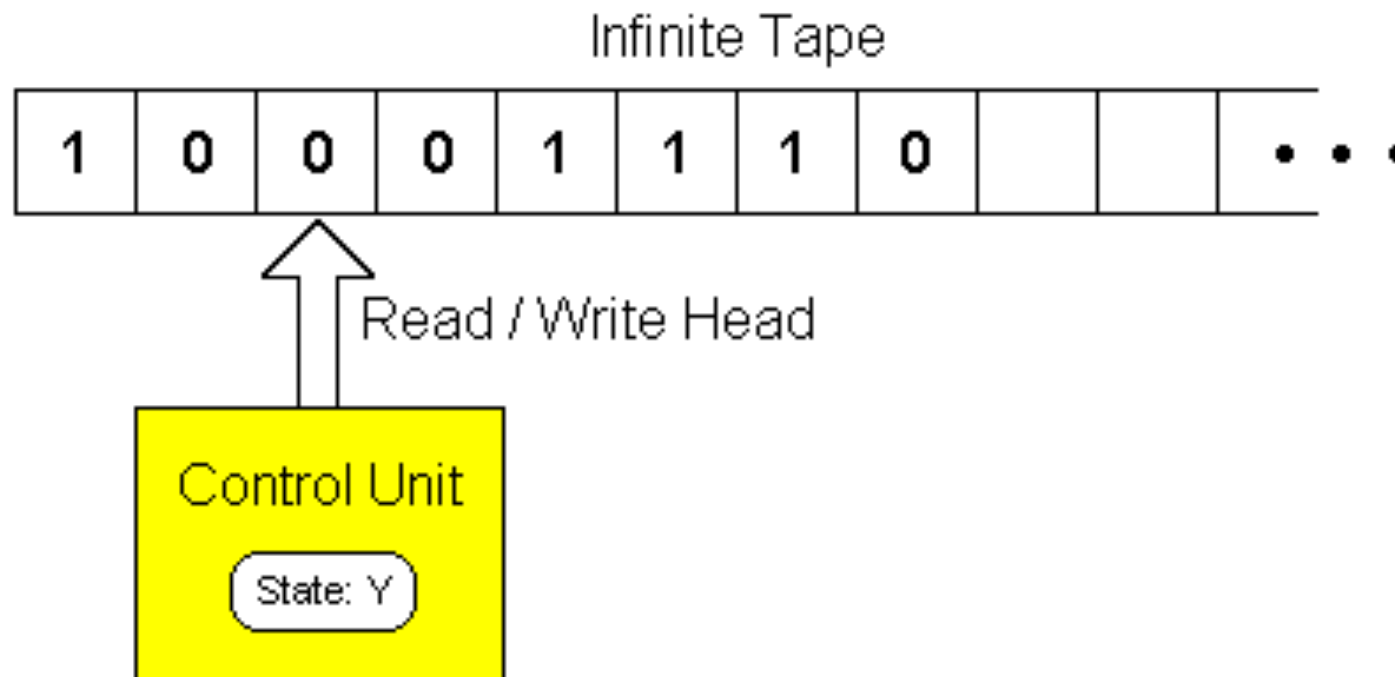 Infinite Tape
1 0 0 0 1 1 1 0 • • •
Read / Write Head
Control Unit
State: Y